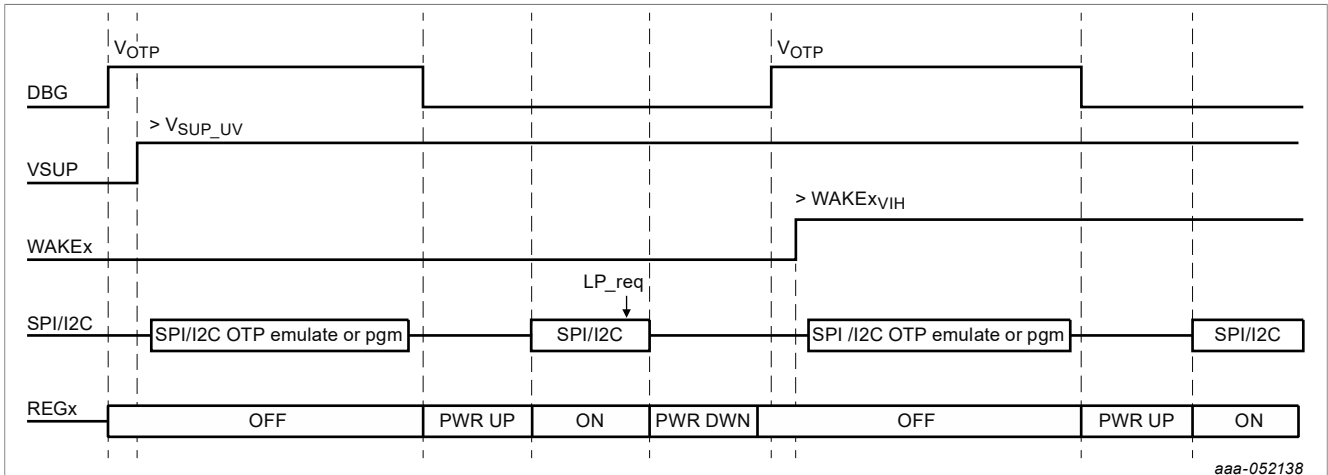 VOTP VOTP
DBG
> VSUP_UV
VSUP
> WAKExVIH
WAKEx
LP_req
SPI/I2C SPI/I2C OTP emulate or pgm SPI/I2C SPI /I2C OTP emulate or pgm SPI/I2C
REGx OFF PWR UP ON PWR DWN OFF PWR UP ON
aaa-052138